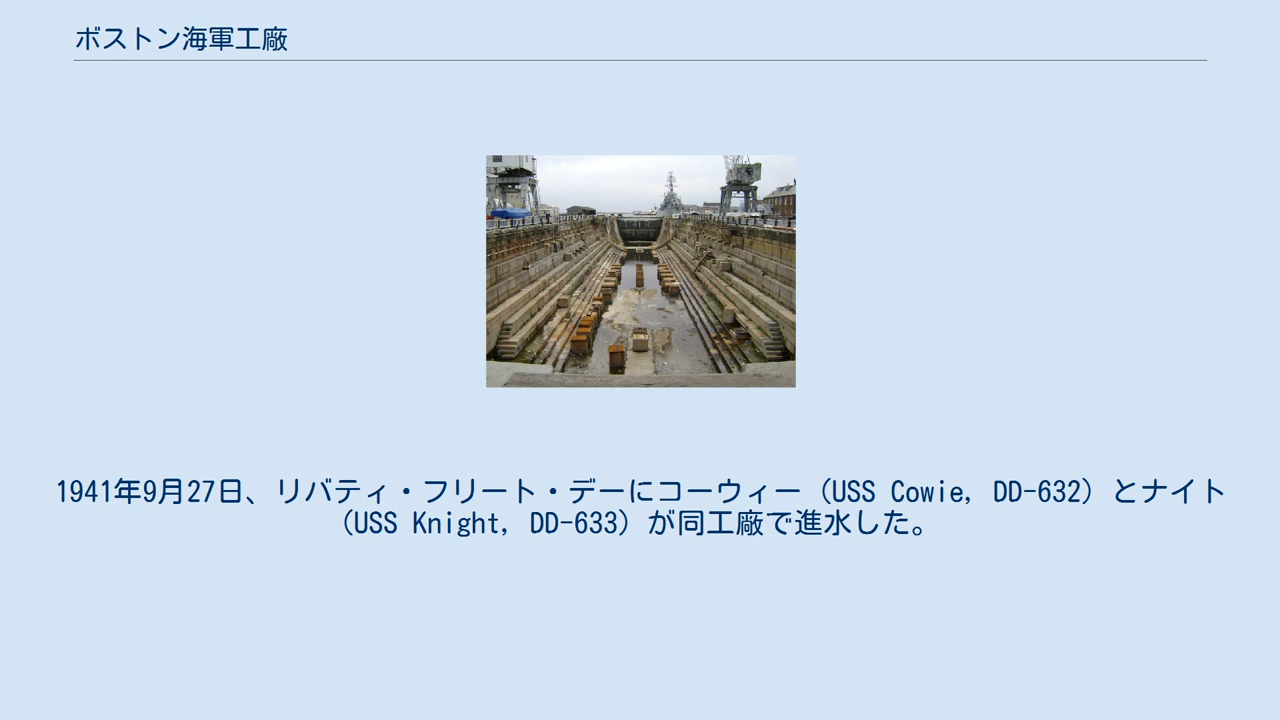 ボストン海軍工廠
1941年9月27日、リバティ・フリート・デーにコーウィー（USS Cowie, DD-632）とナイト
（USS Knight, DD-633）が同工廠で進水した。